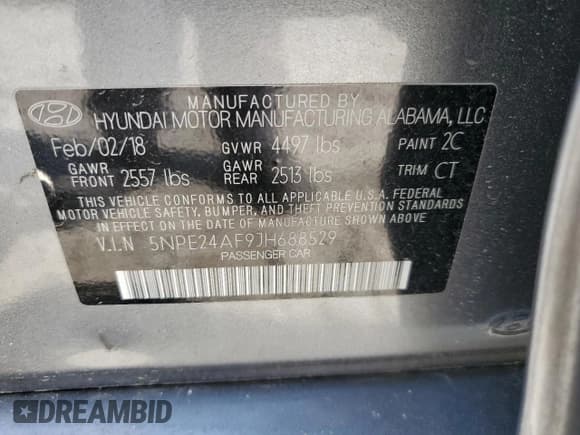 MANUFACTURED BY
HYUNDAI MOTOR MANUFACTURING ALABAMA, LLC
Feb/02/18 GVWR 4497 lbs PAINT 2C
GAWR FRONT 2557 lbs GAWR REAR 2513 lbs TRIM CT
THIS VEHICLE CONFORMS TO ALL APPLICABLE U.S.A. FEDERAL
MOTOR VEHICLE SAFETY, BUMPER, AND THEFT PREVENTION STANDARDS
IN EFFECT ON THE DATE OF MANUFACTURE SHOWN ABOVE.
V.I.N 5NPE24AF9JH688529
PASSENGER CAR
DREAMBID